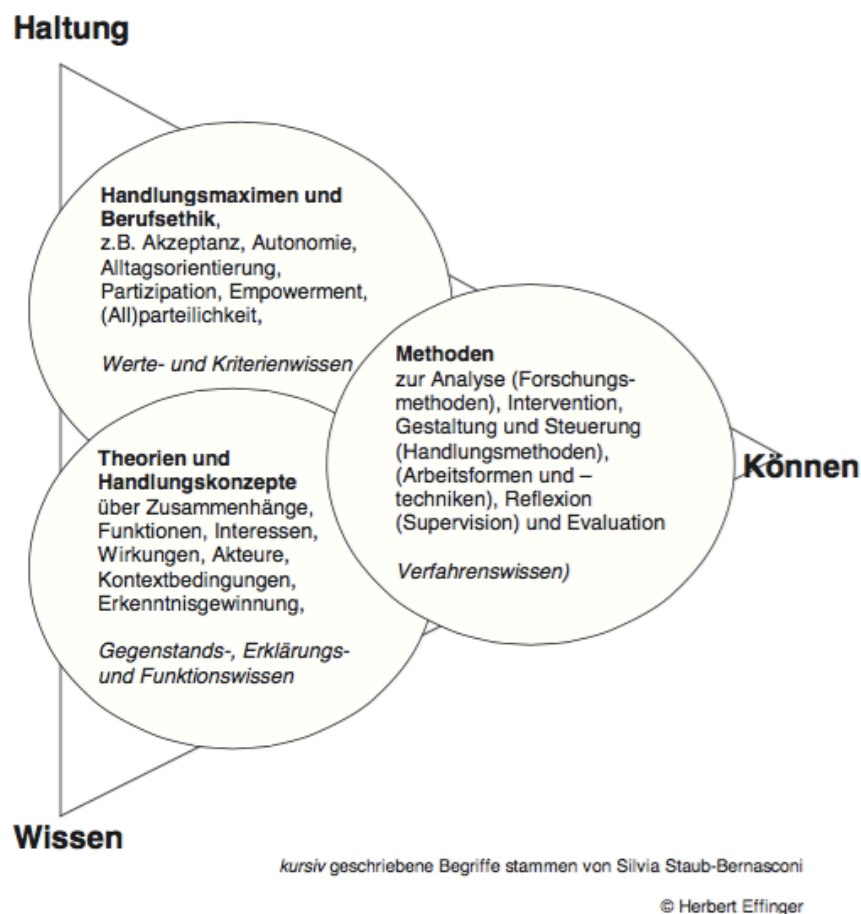 Haltung
Handlungsmaximen und
Berufsethik,
z.B. Akzeptanz, Autonomie,
Alltagsorientierung,
Partizipation, Empowerment,
(All)parteilichkeit,
Werte- und Kriterienwissen
Methoden
zur Analyse (Forschungs-
methoden), Intervention,
Gestaltung und Steuerung
(Handlungsmethoden),
(Arbeitsformen und –
techniken), Reflexion
(Supervision) und Evaluation
Verfahrenswissen)
Können
Theorien und
Handlungskonzepte
über Zusammenhänge,
Funktionen, Interessen,
Wirkungen, Akteure,
Kontextbedingungen,
Erkenntnisgewinnung,
Gegenstands-, Erklärungs-
und Funktionswissen
Wissen
kursiv geschriebene Begriffe stammen von Silvia Staub-Bernasconi
© Herbert Effinger